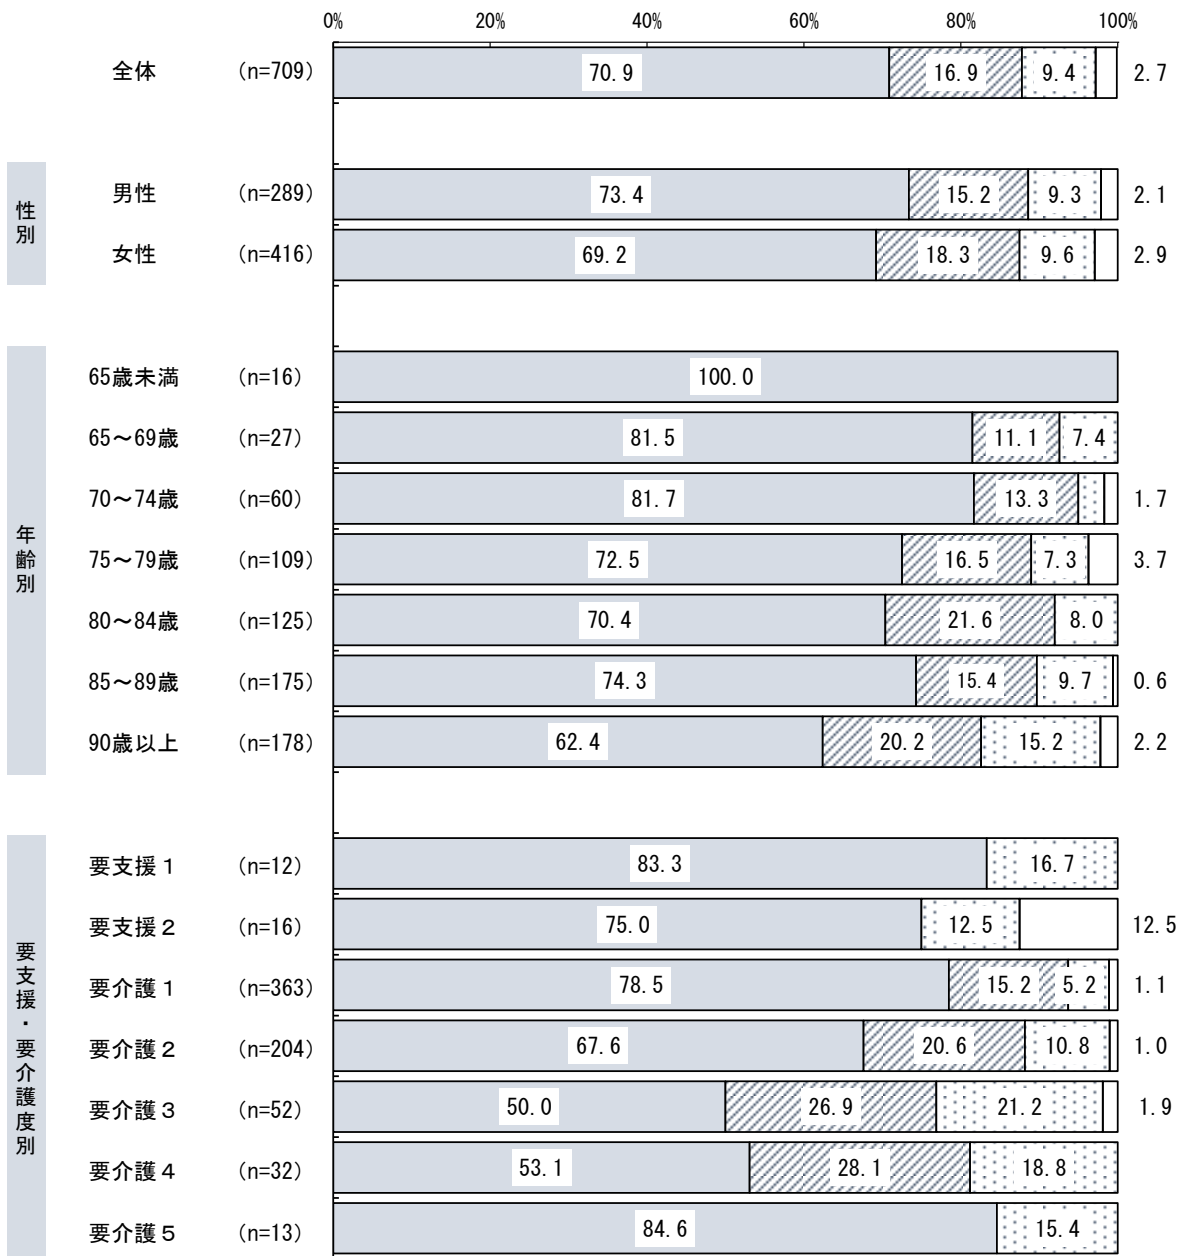 0% 20% 40% 60% 80% 100%
全体 (n=709) 70.9 16.9 9.4 2.7
性別
男性 (n=289) 73.4 15.2 9.3 2.1
女性 (n=416) 69.2 18.3 9.6 2.9
年齢別
65歳未満 (n=16) 100.0
65～69歳 (n=27) 81.5 11.1 7.4
70～74歳 (n=60) 81.7 13.3 1.7
75～79歳 (n=109) 72.5 16.5 7.3 3.7
80～84歳 (n=125) 70.4 21.6 8.0
85～89歳 (n=175) 74.3 15.4 9.7 0.6
90歳以上 (n=178) 62.4 20.2 15.2 2.2
要支援・要介護度別
要支援１ (n=12) 83.3 16.7
要支援２ (n=16) 75.0 12.5 12.5
要介護１ (n=363) 78.5 15.2 5.2 1.1
要介護２ (n=204) 67.6 20.6 10.8 1.0
要介護３ (n=52) 50.0 26.9 21.2 1.9
要介護４ (n=32) 53.1 28.1 18.8
要介護５ (n=13) 84.6 15.4